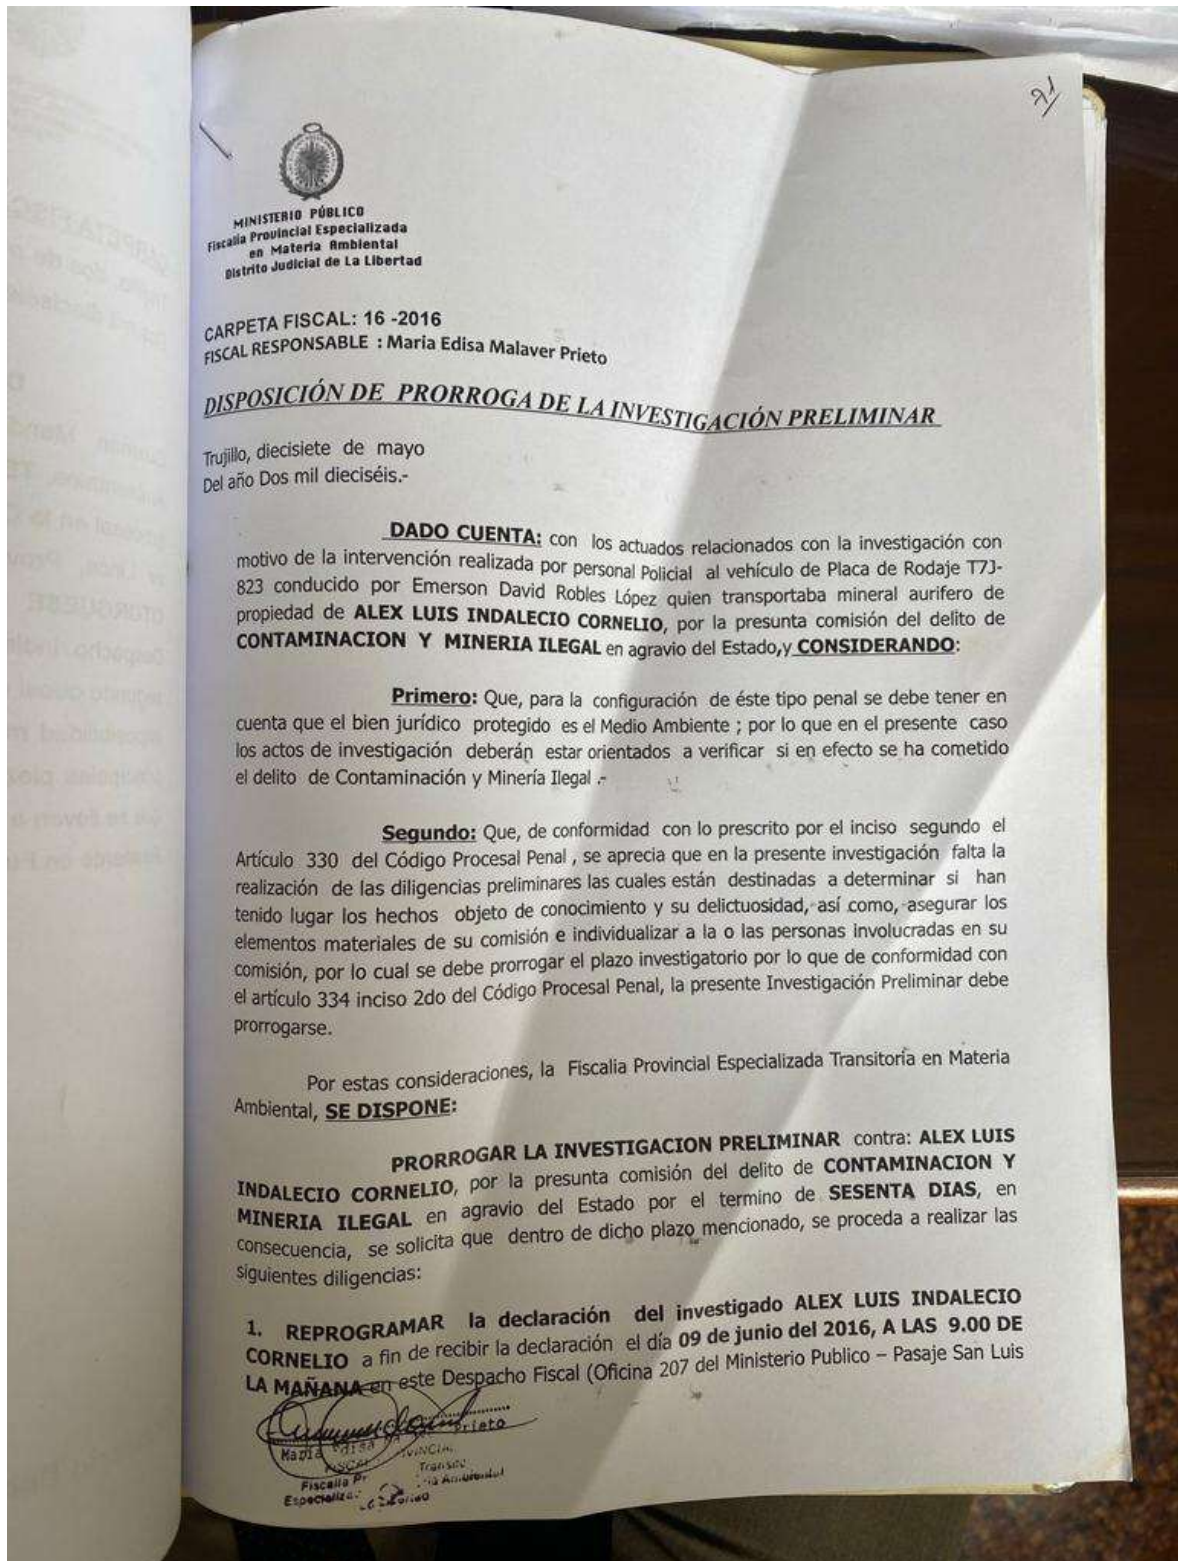 91
MINISTERIO PÚBLICO
Fiscalia Provincial Especializada
en Materia Ambiental
Distrito Judicial de La Libertad
CARPETA FISCAL: 16 -2016
FISCAL RESPONSABLE : Maria Edisa Malaver Prieto
DISPOSICIÓN DE PRORROGA DE LA INVESTIGACIÓN PRELIMINAR
Trujillo, diecisiete de mayo
Del año Dos mil dieciséis.-
DADO CUENTA: con los actuados relacionados con la investigación con
motivo de la intervención realizada por personal Policial al vehículo de Placa de Rodaje T7J-
823 conducido por Emerson David Robles López quien transportaba mineral aurifero de
propiedad de ALEX LUIS INDALECIO CORNELIO, por la presunta comisión del delito de
CONTAMINACION Y MINERIA ILEGAL en agravio del Estado,y CONSIDERANDO:
Primero: Que, para la configuración de éste tipo penal se debe tener en
cuenta que el bien jurídico protegido es el Medio Ambiente ; por lo que en el presente caso
los actos de investigación deberán estar orientados a verificar si en efecto se ha cometido
el delito de Contaminación y Minería Ilegal .-
Segundo: Que, de conformidad con lo prescrito por el inciso segundo el
Artículo 330 del Código Procesal Penal , se aprecia que en la presente investigación falta la
realización de las diligencias preliminares las cuales están destinadas a determinar si han
tenido lugar los hechos objeto de conocimiento y su delictuosidad, así como, asegurar los
elementos materiales de su comisión e individualizar a la o las personas involucradas en su
comisión, por lo cual se debe prorrogar el plazo investigatorio por lo que de conformidad con
el artículo 334 inciso 2do del Código Procesal Penal, la presente Investigación Preliminar debe
prorrogarse.
Por estas consideraciones, la Fiscalia Provincial Especializada Transitoria en Materia
Ambiental, SE DISPONE:
PRORROGAR LA INVESTIGACION PRELIMINAR contra: ALEX LUIS
INDALECIO CORNELIO, por la presunta comisión del delito de CONTAMINACION Y
MINERIA ILEGAL en agravio del Estado por el termino de SESENTA DIAS, en
consecuencia, se solicita que dentro de dicho plazo mencionado, se proceda a realizar las
siguientes diligencias:
1. REPROGRAMAR la declaración del investigado ALEX LUIS INDALECIO
CORNELIO a fin de recibir la declaración el día 09 de junio del 2016, A LAS 9.00 DE
LA MAÑANA en este Despacho Fiscal (Oficina 207 del Ministerio Publico – Pasaje San Luis
Maria Edisa Prieto
Fiscalia